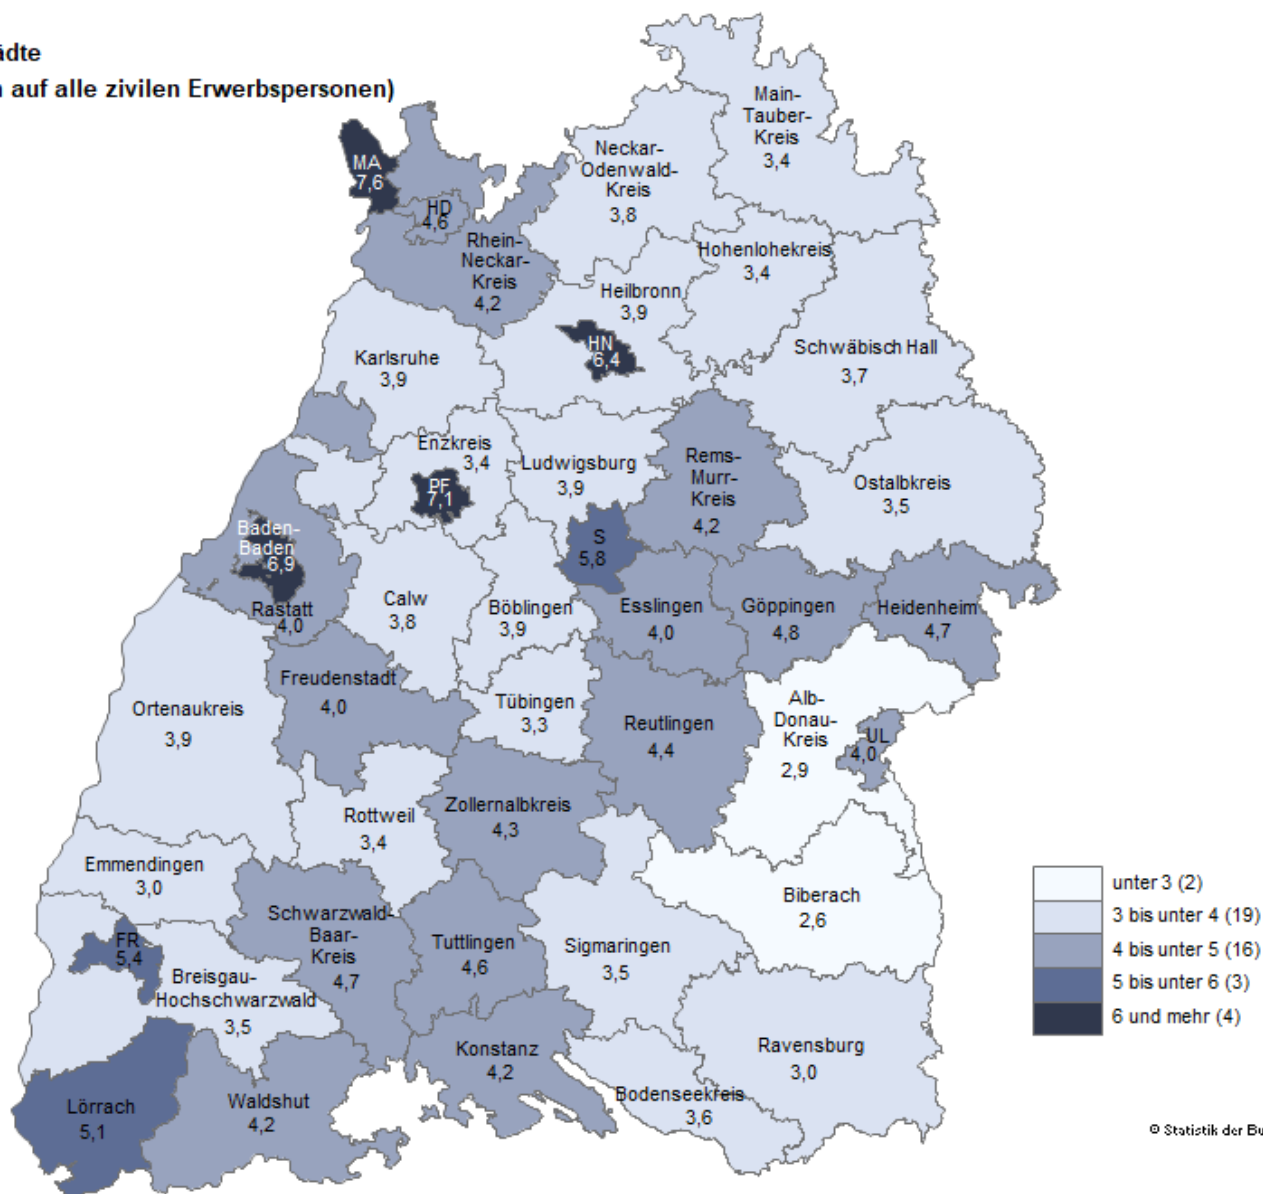 ädte
auf alle zivilen Erwerbspersonen)
Main-
Tauber-
Kreis
3,4
MA
7,6
Neckar-
Odenwald-
Kreis
3,8
HD
4,6
Rhein-
Neckar-
Kreis
4,2
Hohenlohekreis
3,4
Heilbronn
3,9
HN
6,4
Schwäbisch Hall
3,7
Karlsruhe
3,9
Enzkreis
3,4
PF
7,1
Ludwigsburg
3,9
Rems-
Murr-
Kreis
4,2
Ostalbkreis
3,5
Baden-
Baden
6,9
Rastatt
4,0
S
5,8
Calw
3,8
Böblingen
3,9
Esslingen
4,0
Göppingen
4,8
Heidenheim
4,7
Freudenstadt
4,0
Ortenaukreis
3,9
Tübingen
3,3
Reutlingen
4,4
Alb-
Donau-
Kreis
2,9
UL
4,0
Rottweil
3,4
Zollernalbkreis
4,3
Emmendingen
3,0
Biberach
2,6
FR
5,4
Schwarzwald-
Baar-
Kreis
4,7
Tuttlingen
4,6
Sigmaringen
3,5
Breisgau-
Hochschwarzwald
3,5
Konstanz
4,2
Ravensburg
3,0
Bodenseekreis
3,6
Lörrach
5,1
Waldshut
4,2
unter 3 (2)
3 bis unter 4 (19)
4 bis unter 5 (16)
5 bis unter 6 (3)
6 und mehr (4)
© Statistik der Bu